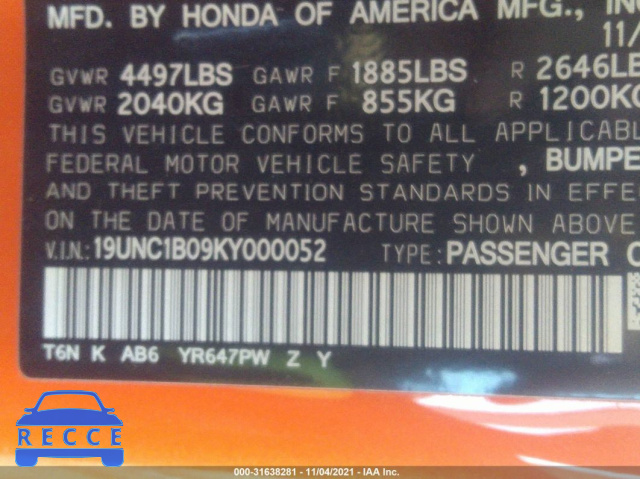 MFD. BY HONDA OF AMERICA MFG., IN
11/
GVWR 4497LBS GAWR F 1885LBS R 2646LB
GVWR 2040KG GAWR F 855KG R 1200KG
THIS VEHICLE CONFORMS TO ALL APPLICABL
FEDERAL MOTOR VEHICLE SAFETY , BUMPE
AND THEFT PREVENTION STANDARDS IN EFFE
ON THE DATE OF MANUFACTURE SHOWN ABOVE
V.I.N: 19UNC1B09KY000052 TYPE: PASSENGER C
T6N K AB6 YR647PW Z Y
RECCE
000-31638281 - 11/04/2021 - IAA Inc.